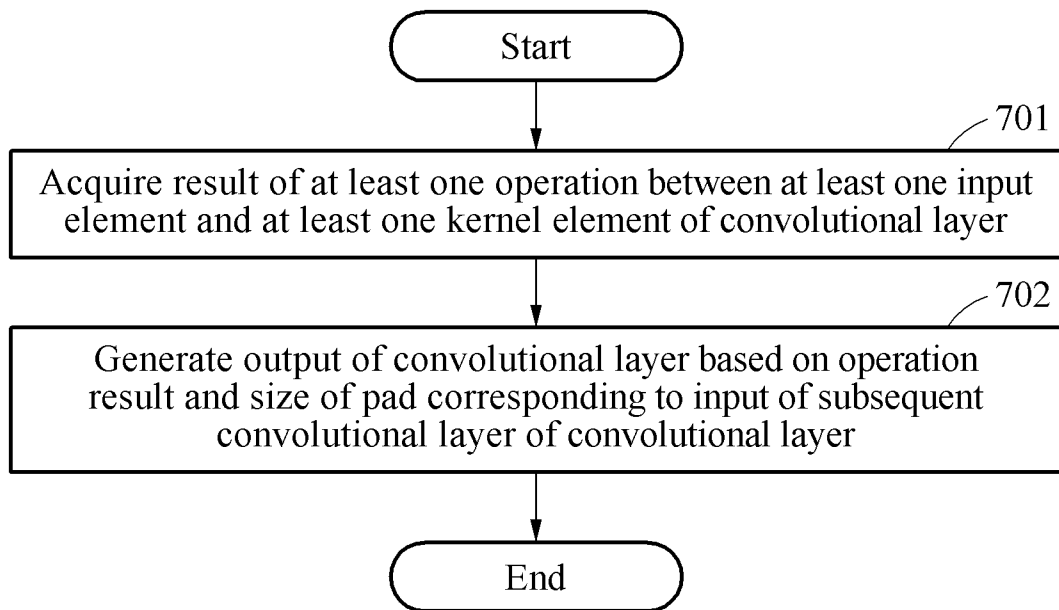 Start
701
Acquire result of at least one operation between at least one input
element and at least one kernel element of convolutional layer
702
Generate output of convolutional layer based on operation
result and size of pad corresponding to input of subsequent
convolutional layer of convolutional layer
End